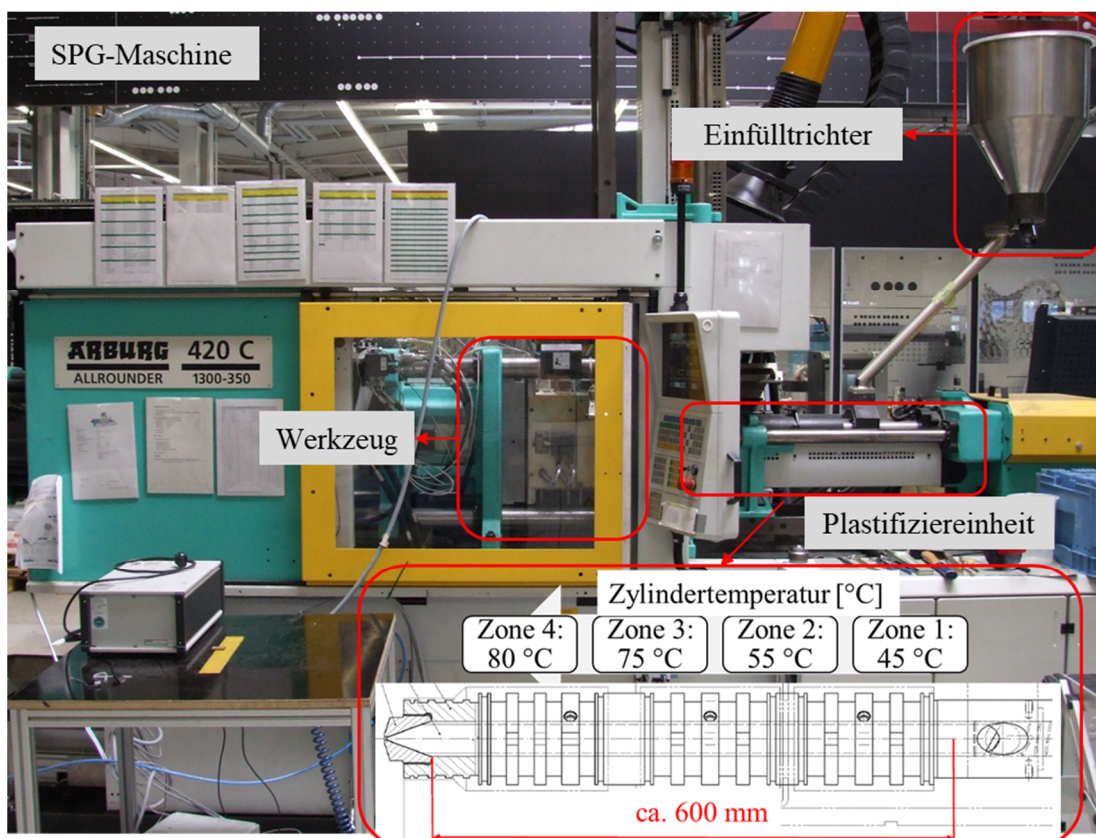 SPG-Maschine
Einfülltrichter
ARBURG 420 C
ALLROUNDER 1300-350
Werkzeug
Plastifiziereinheit
Zylindertemperatur [°C]
Zone 4: Zone 3: Zone 2: Zone 1:
80 °C 75 °C 55 °C 45 °C
ca. 600 mm